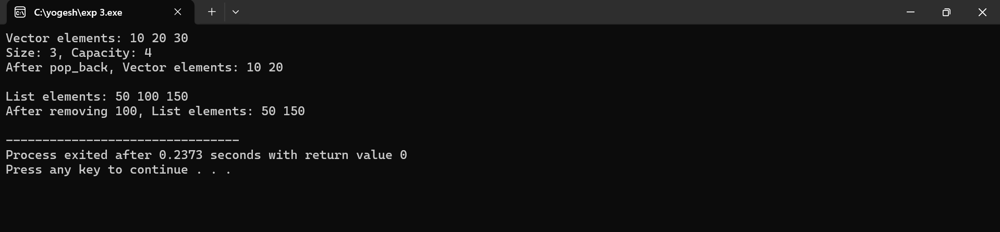 C:\yogesh\exp 3.exe
Vector elements: 10 20 30
Size: 3, Capacity: 4
After pop_back, Vector elements: 10 20
List elements: 50 100 150
After removing 100, List elements: 50 150
--------------------------------
Process exited after 0.2373 seconds with return value 0
Press any key to continue . . .